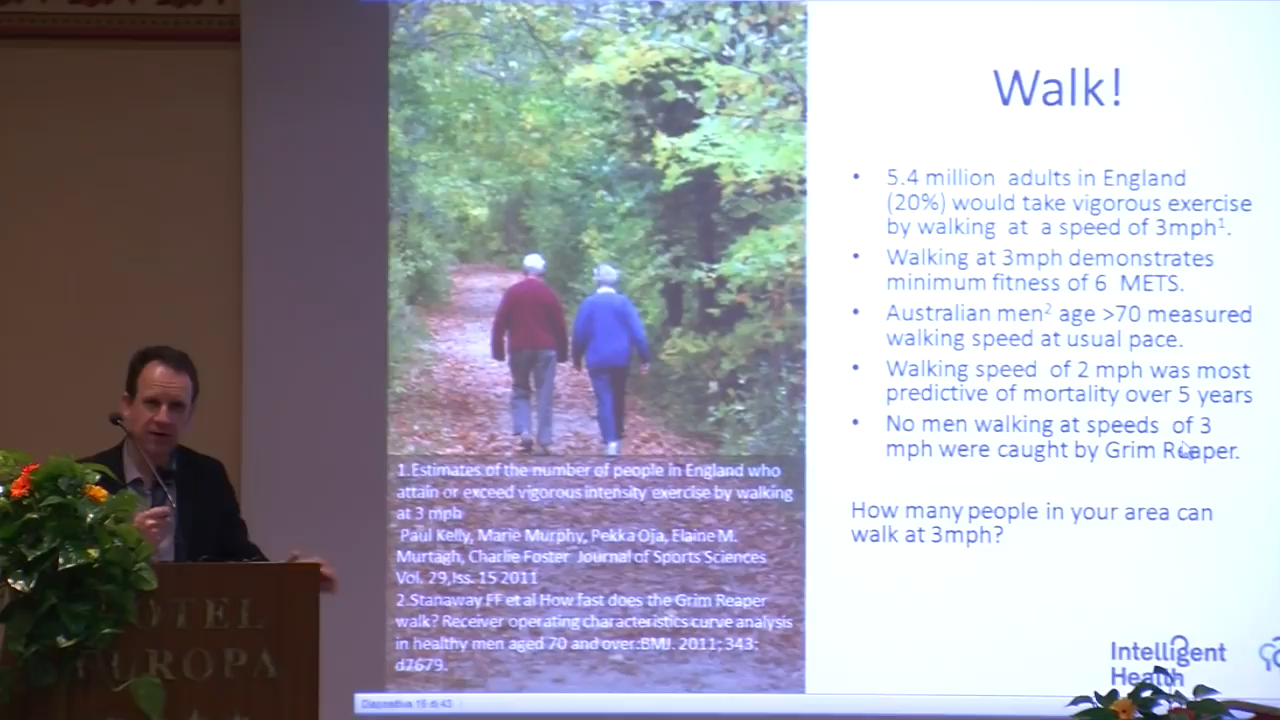 Walk!
• 5.4 million adults in England
(20%) would take vigorous exercise
by walking at a speed of 3mph¹.
• Walking at 3mph demonstrates
minimum fitness of 6 METS.
• Australian men² age >70 measured
walking speed at usual pace.
• Walking speed of 2 mph was most
predictive of mortality over 5 years
• No men walking at speeds of 3
mph were caught by Grim Reaper.
How many people in your area can
walk at 3mph?
1.Estimates of the number of people in England who
attain or exceed vigorous intensity exercise by walking
at 3 mph
Paul Kelly, Marie Murphy, Pekka Oja, Elaine M.
Murtagh, Charlie Foster Journal of Sports Sciences
Vol. 29,Iss. 15 2011
2.Stanaway FF et al How fast does the Grim Reaper
walk? Receiver operating characteristics curve analysis
in healthy men aged 70 and over:BMJ. 2011; 343:
d7679.
Intelligent
Health
Diapositiva 16 di 43
HOTEL
EUROPA